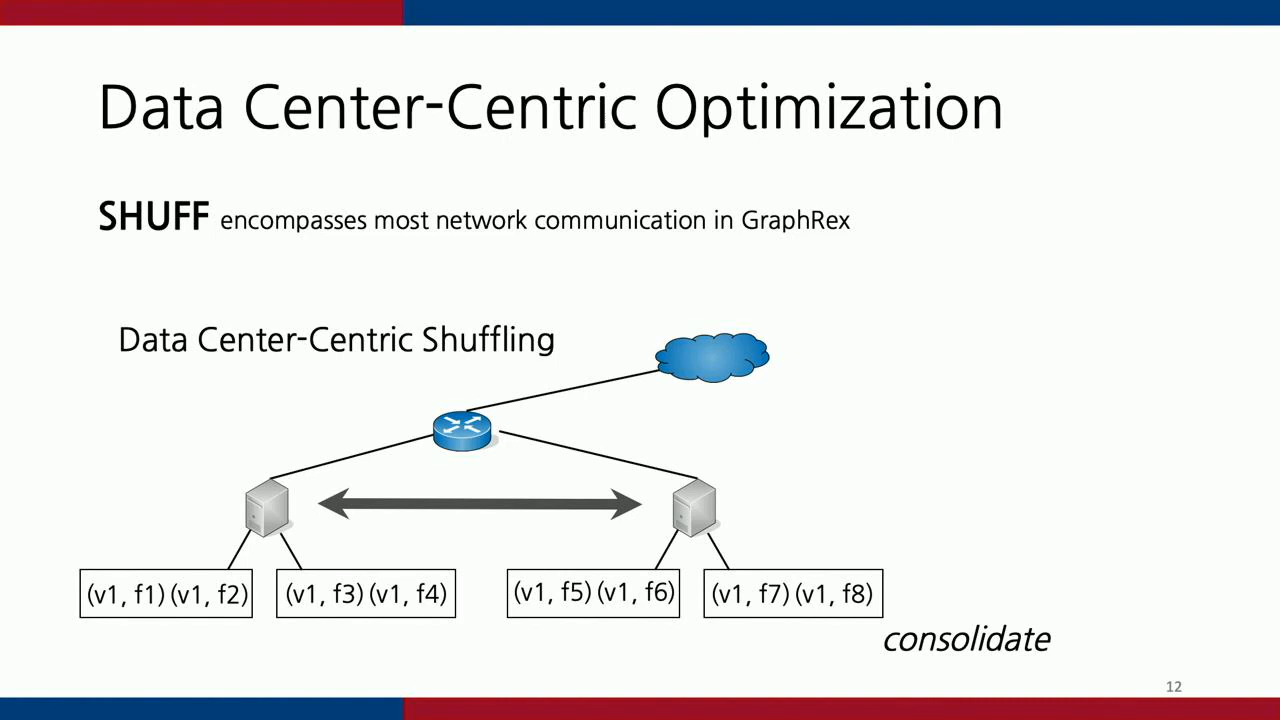 Data Center-Centric Optimization
SHUFF encompasses most network communication in GraphRex
Data Center-Centric Shuffling
(v1, f1) (v1, f2)
(v1, f3) (v1, f4)
(v1, f5) (v1, f6)
(v1, f7) (v1, f8)
consolidate
12